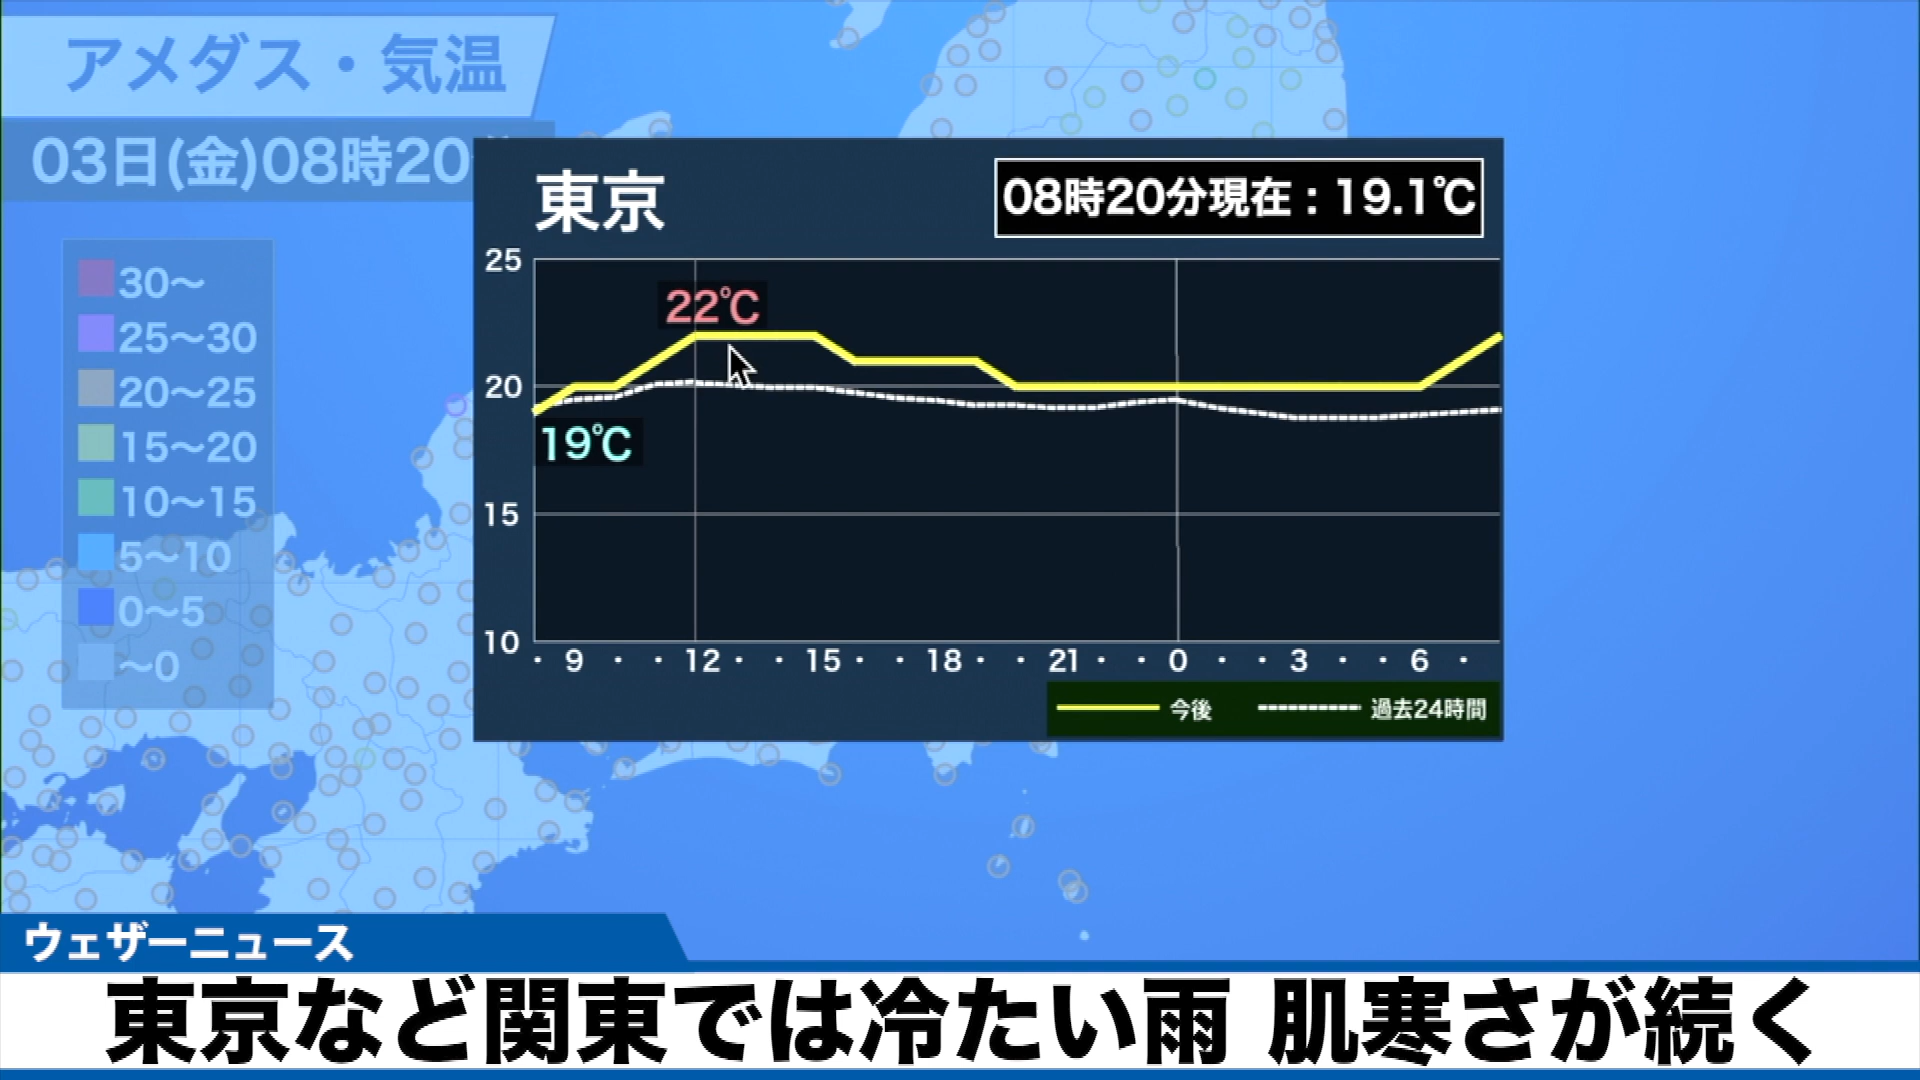 アメダス・気温
03日(金)08時20
東京
08時20分現在：19.1℃
30〜
25〜30
20〜25
15〜20
10〜15
5〜10
0〜5
〜0
25
20
15
10
22℃
19℃
・ 9 ・ ・ 12 ・ ・ 15 ・ ・ 18 ・ ・ 21 ・ ・ 0 ・ ・ 3 ・ ・ 6 ・
今後 過去24時間
ウェザーニュース
東京など関東では冷たい雨 肌寒さが続く